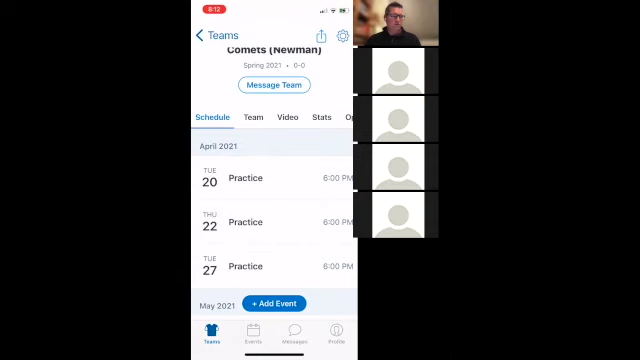 8:12
Teams
Comets (Newman)
Spring 2021 • 0-0
Message Team
Schedule Team Video Stats Op
April 2021
TUE
20 Practice 6:00 PM
THU
22 Practice 6:00 PM
TUE
27 Practice 6:00 PM
May 2021
+ Add Event
Teams Events Messages Profile